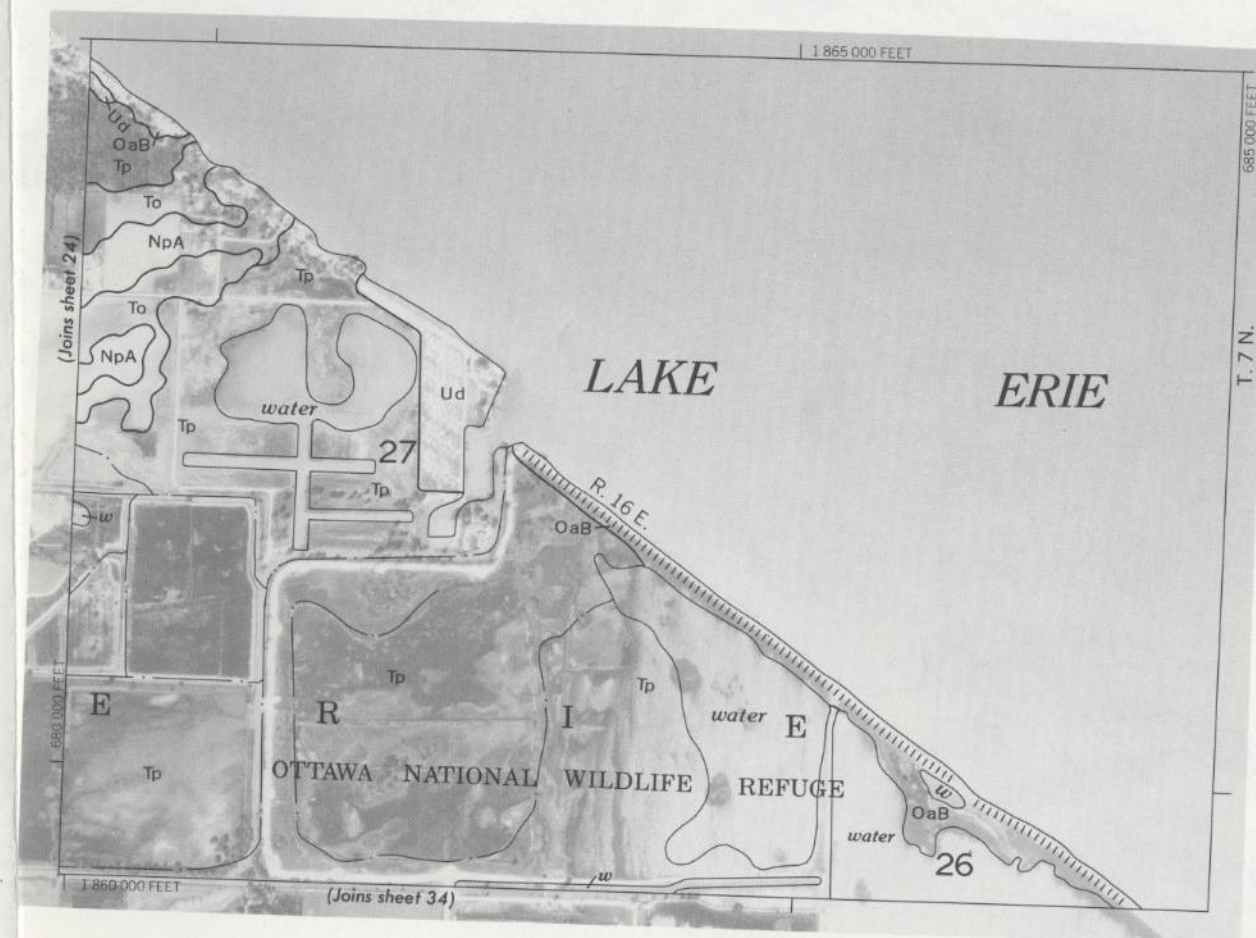 1 865 000 FEET
685 000 FEET
Ud
OaB
Tp
To
NpA
Tp
(Joins sheet 24)
To
NpA
T. 7 N.
LAKE ERIE
Ud
water
Tp
27
Tp
R. 16 E.
w
OaB
Tp
Tp
680 000 FEET
E R I E
water
Tp
OTTAWA NATIONAL WILDLIFE REFUGE
w
OaB
water
26
w
1 860 000 FEET
(Joins sheet 34)